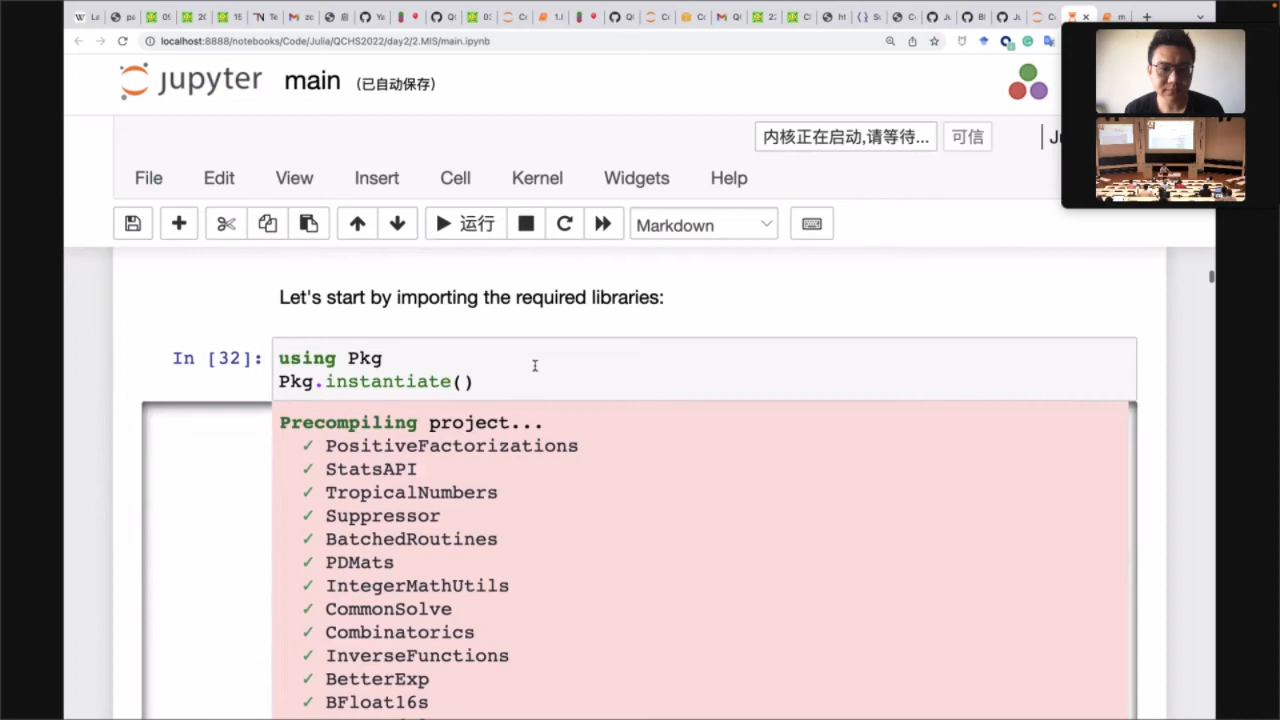 localhost:8888/notebooks/Code/Julia/QCHS2022/day2/2.MIS/main.ipynb
jupyter main (已自动保存)
内核正在启动,请等待... 可信
File Edit View Insert Cell Kernel Widgets Help
运行 Markdown
Let's start by importing the required libraries:
In [32]: using Pkg
Pkg.instantiate()
Precompiling project...
✓ PositiveFactorizations
✓ StatsAPI
✓ TropicalNumbers
✓ Suppressor
✓ BatchedRoutines
✓ PDMats
✓ IntegerMathUtils
✓ CommonSolve
✓ Combinatorics
✓ InverseFunctions
✓ BetterExp
✓ BFloat16s